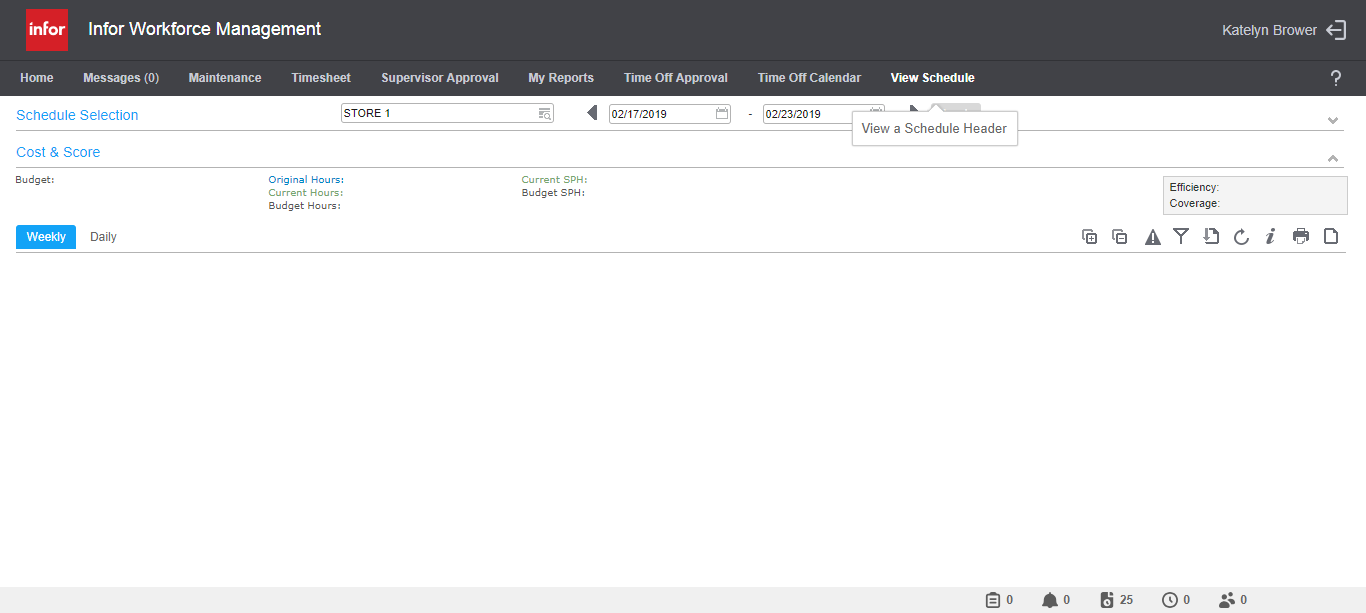 infor Infor Workforce Management Katelyn Brower
Home Messages (0) Maintenance Timesheet Supervisor Approval My Reports Time Off Approval Time Off Calendar View Schedule ?
Schedule Selection STORE 1 02/17/2019 - 02/23/2019
View a Schedule Header
Cost & Score
Budget: Original Hours: Current SPH:
Current Hours: Budget SPH:
Budget Hours:
Efficiency:
Coverage:
Weekly Daily
0 0 25 0 0